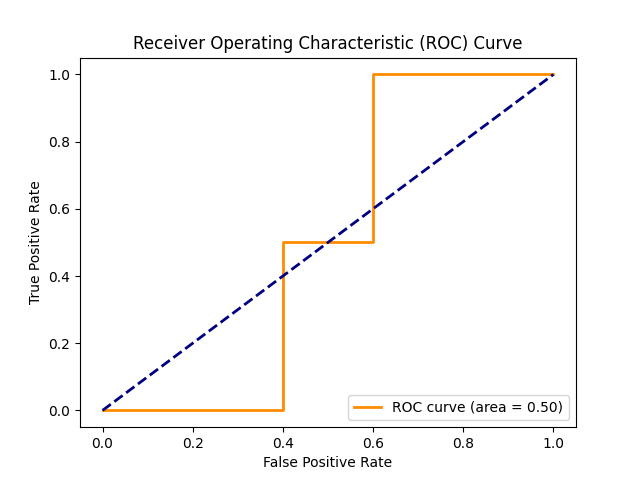 Receiver Operating Characteristic (ROC) Curve
1.0
0.8
0.6
0.4
0.2
0.0
True Positive Rate
ROC curve (area = 0.50)
0.0 0.2 0.4 0.6 0.8 1.0
False Positive Rate